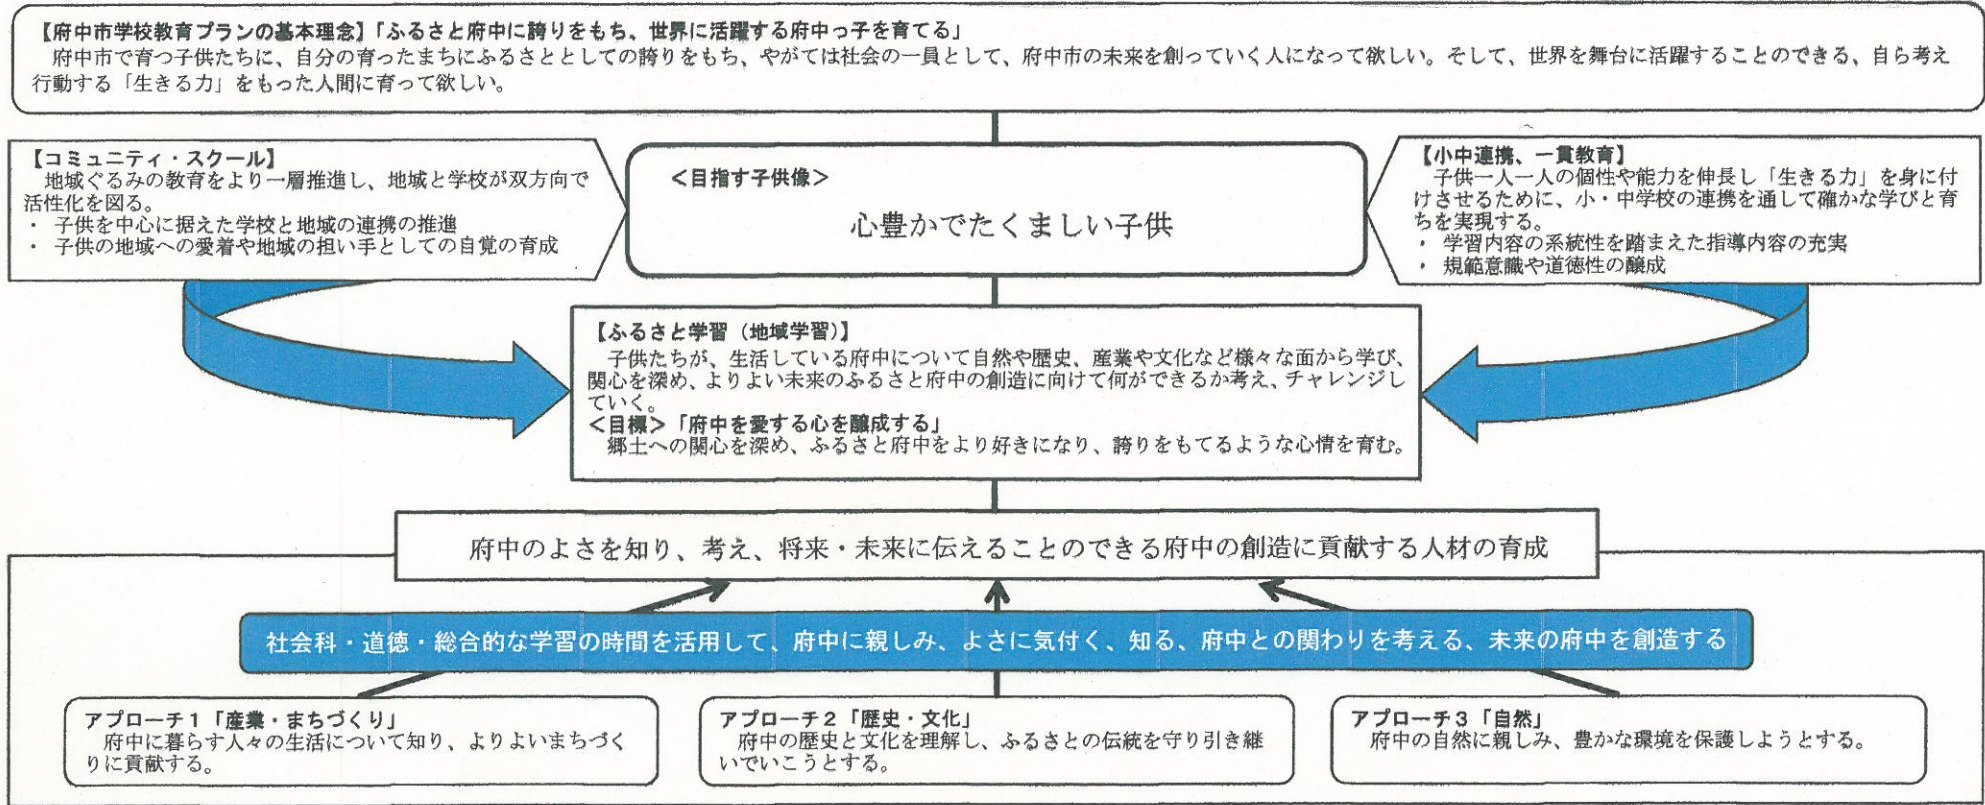 【府中市学校教育プランの基本理念】「ふるさと府中に誇りをもち、世界に活躍する府中っ子を育てる」
府中市で育つ子供たちに、自分の育ったまちにふるさととしての誇りをもち、やがては社会の一員として、府中市の未来を創っていく人になって欲しい。そして、世界を舞台に活躍することのできる、自ら考え
行動する「生きる力」をもった人間に育って欲しい。
【コミュニティ・スクール】
地域ぐるみの教育をより一層推進し、地域と学校が双方向で
活性化を図る。
・ 子供を中心に据えた学校と地域の連携の推進
・ 子供の地域への愛着や地域の担い手としての自覚の育成
＜目指す子供像＞
心豊かでたくましい子供
【小中連携、一貫教育】
子供一人一人の個性や能力を伸長し「生きる力」を身に付
けさせるために、小・中学校の連携を通して確かな学びと育
ちを実現する。
・ 学習内容の系統性を踏まえた指導内容の充実
・ 規範意識や道徳性の醸成
【ふるさと学習（地域学習）】
子供たちが、生活している府中について自然や歴史、産業や文化など様々な面から学び、
関心を深め、よりよい未来のふるさと府中の創造に向けて何ができるか考え、チャレンジし
ていく。
＜目標＞「府中を愛する心を醸成する」
郷土への関心を深め、ふるさと府中をより好きになり、誇りをもてるような心情を育む。
府中のよさを知り、考え、将来・未来に伝えることのできる府中の創造に貢献する人材の育成
社会科・道徳・総合的な学習の時間を活用して、府中に親しみ、よさに気付く、知る、府中との関わりを考える、未来の府中を創造する
アプローチ１「産業・まちづくり」
府中に暮らす人々の生活について知り、よりよいまちづく
りに貢献する。
アプローチ２「歴史・文化」
府中の歴史と文化を理解し、ふるさとの伝統を守り引き継
いでいこうとする。
アプローチ３「自然」
府中の自然に親しみ、豊かな環境を保護しようとする。